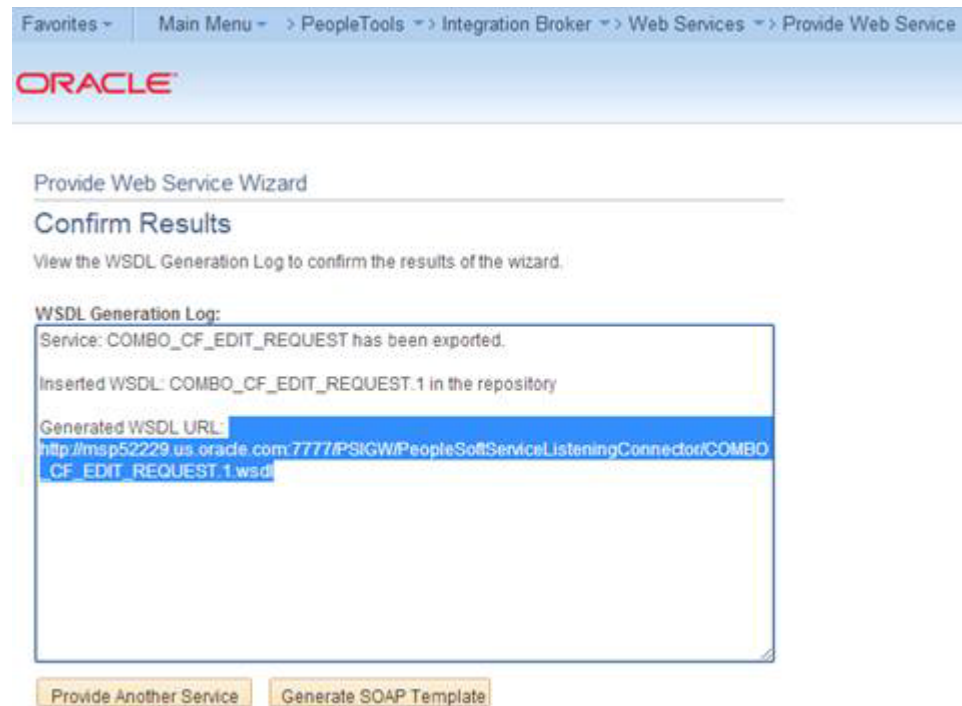 Favorites Main Menu > PeopleTools > Integration Broker > Web Services > Provide Web Service
ORACLE
Provide Web Service Wizard
Confirm Results
View the WSDL Generation Log to confirm the results of the wizard.
WSDL Generation Log:
Service: COMBO_CF_EDIT_REQUEST has been exported.
Inserted WSDL: COMBO_CF_EDIT_REQUEST.1 in the repository
Generated WSDL URL:
http://msp52229.us.oracle.com:7777/PSIGW/PeopleSoftServiceListeningConnector/COMBO
_CF_EDIT_REQUEST.1.wsdl
Provide Another Service Generate SOAP Template